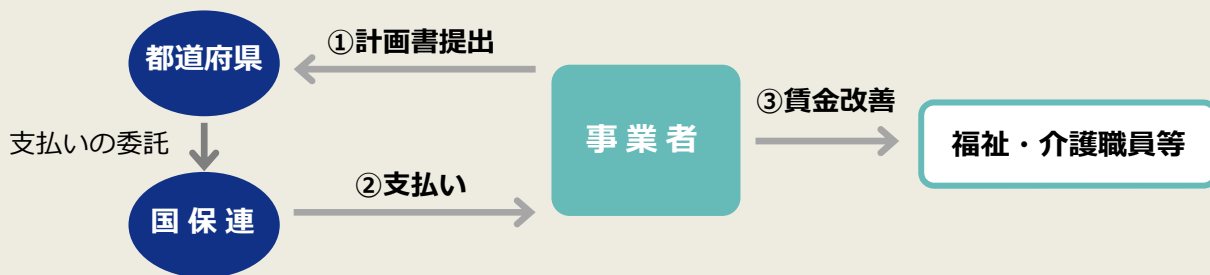 都道府県
①計画書提出
事業者
③賃金改善
福祉・介護職員等
支払いの委託
②支払い
国保連